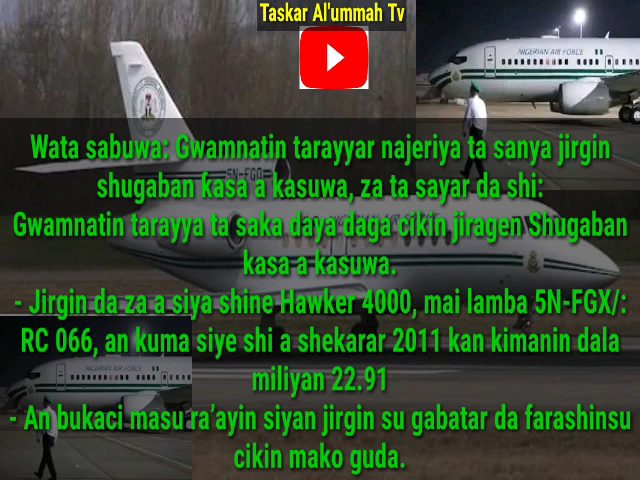 Taskar Al'ummah Tv
NIGERIAN AIR FORCE
Wata sabuwa: Gwamnatin tarayyar najeriya ta sanya jirgin
5N-FGO
shugaban kasa a kasuwa, za ta sayar da shi:
Gwamnatin tarayya ta saka daya daga cikin jiragen Shugaban
kasa a kasuwa.
- Jirgin da za a siya shine Hawker 4000, mai lamba 5N-FGX/:
RC 066, an kuma siye shi a shekarar 2011 kan kimanin dala
miliyan 22.91
NIGERIAN AIR FORCE
- An bukaci masu ra’ayin siyan jirgin su gabatar da farashinsu
cikin mako guda.